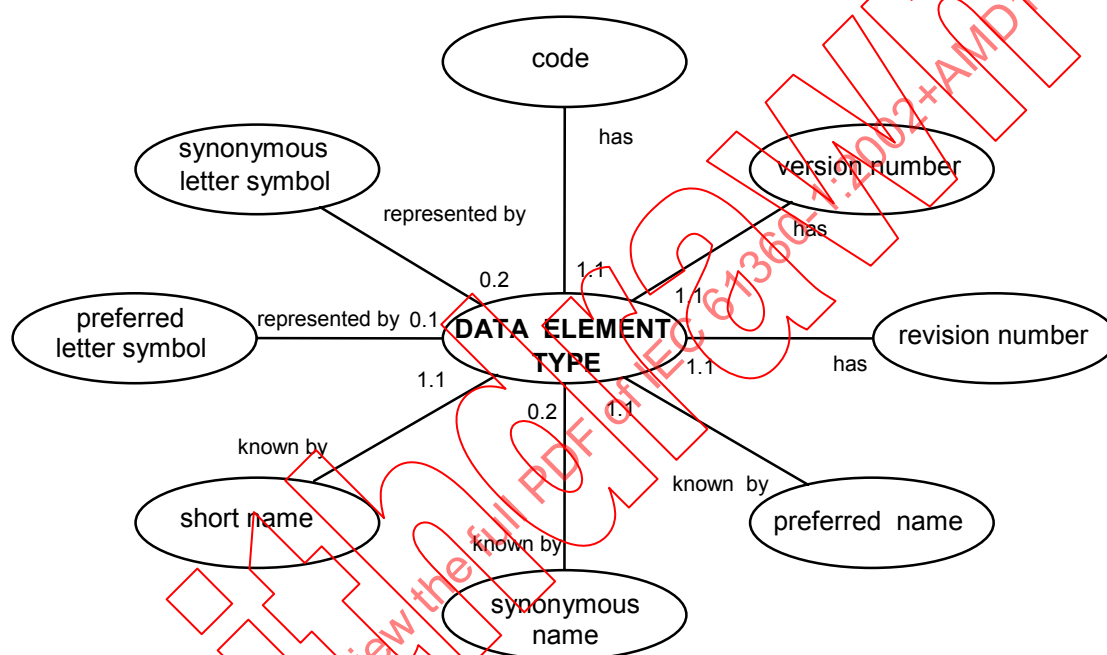 code
has
synonymous
letter symbol
version number
represented by
has
0.2
1.1
1.1
preferred
letter symbol
represented by 0.1
DATA ELEMENT
TYPE
revision number
1.1
has
1.1
0.2
1.1
known by
known by
short name
preferred name
known by
synonymous
name
iew the full PDF of IEC 61360-1:2002+AMD1